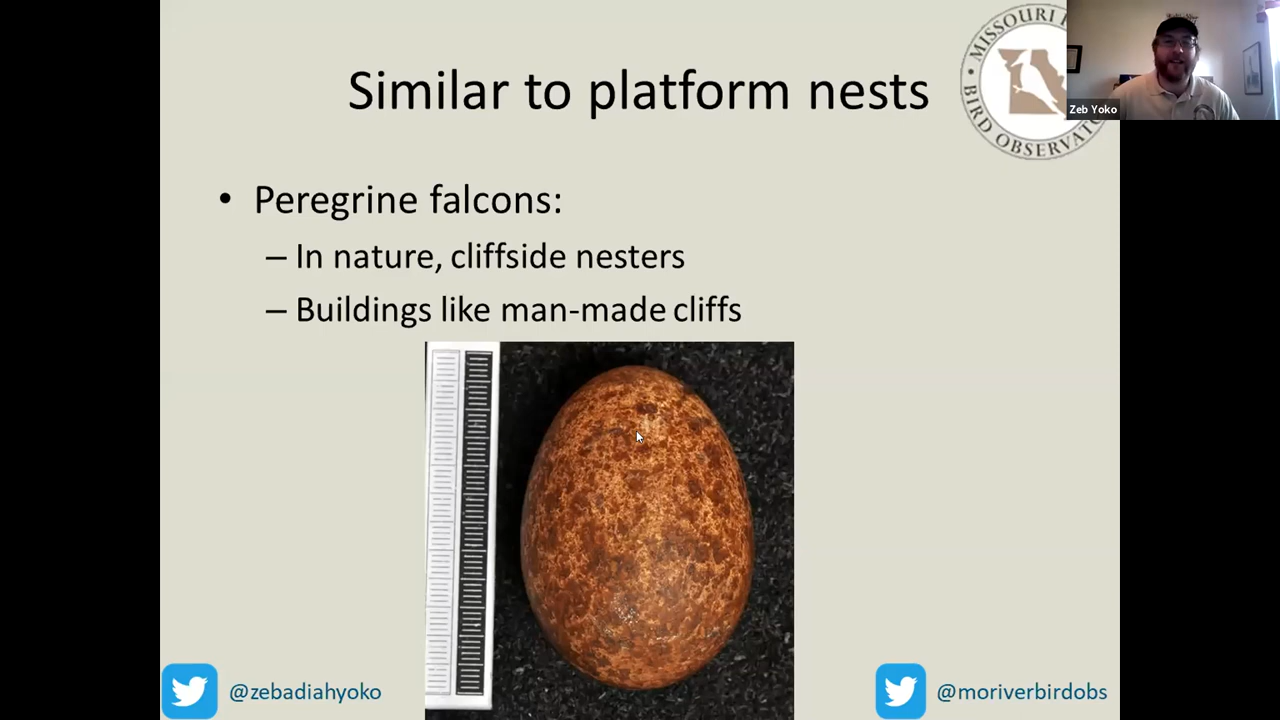 Similar to platform nests
MISSOURI
BIRD OBSERVATO
Zeb Yoko
• Peregrine falcons:
– In nature, cliffside nesters
– Buildings like man-made cliffs
@zebadiahyoko
@moriverbirdobs